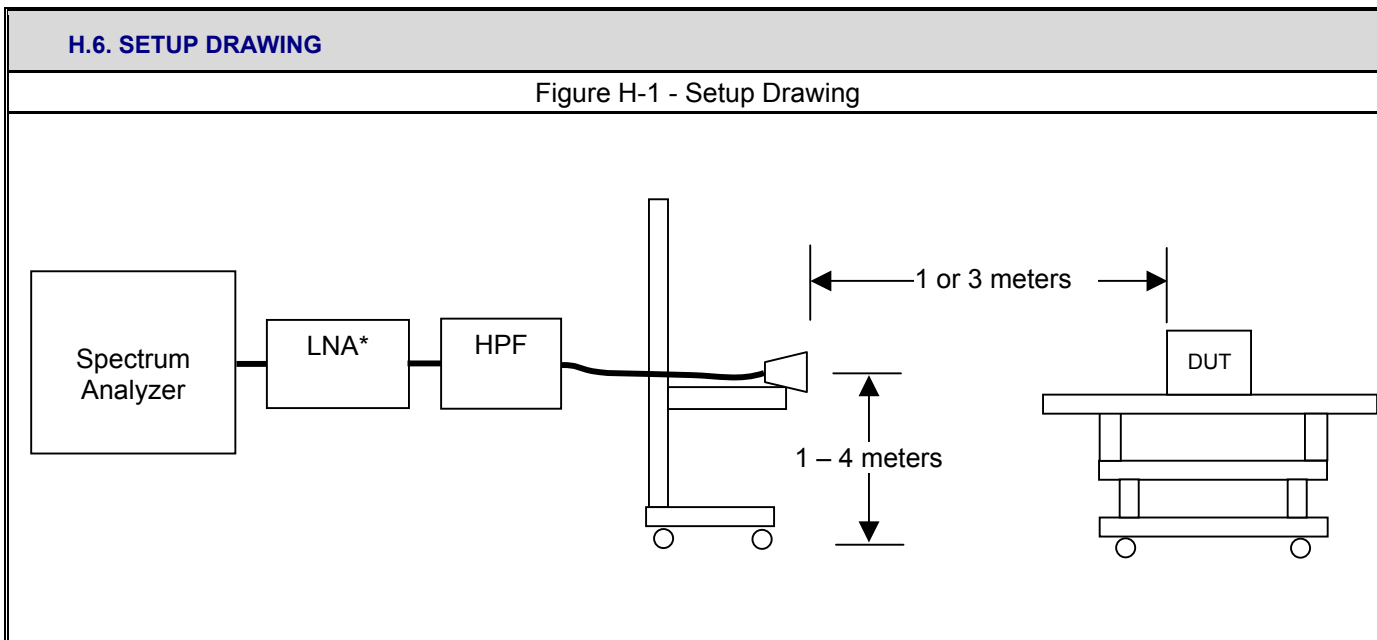 H.6. SETUP DRAWING
Figure H-1 - Setup Drawing
1 or 3 meters
Spectrum
Analyzer
LNA*
HPF
DUT
1 – 4 meters